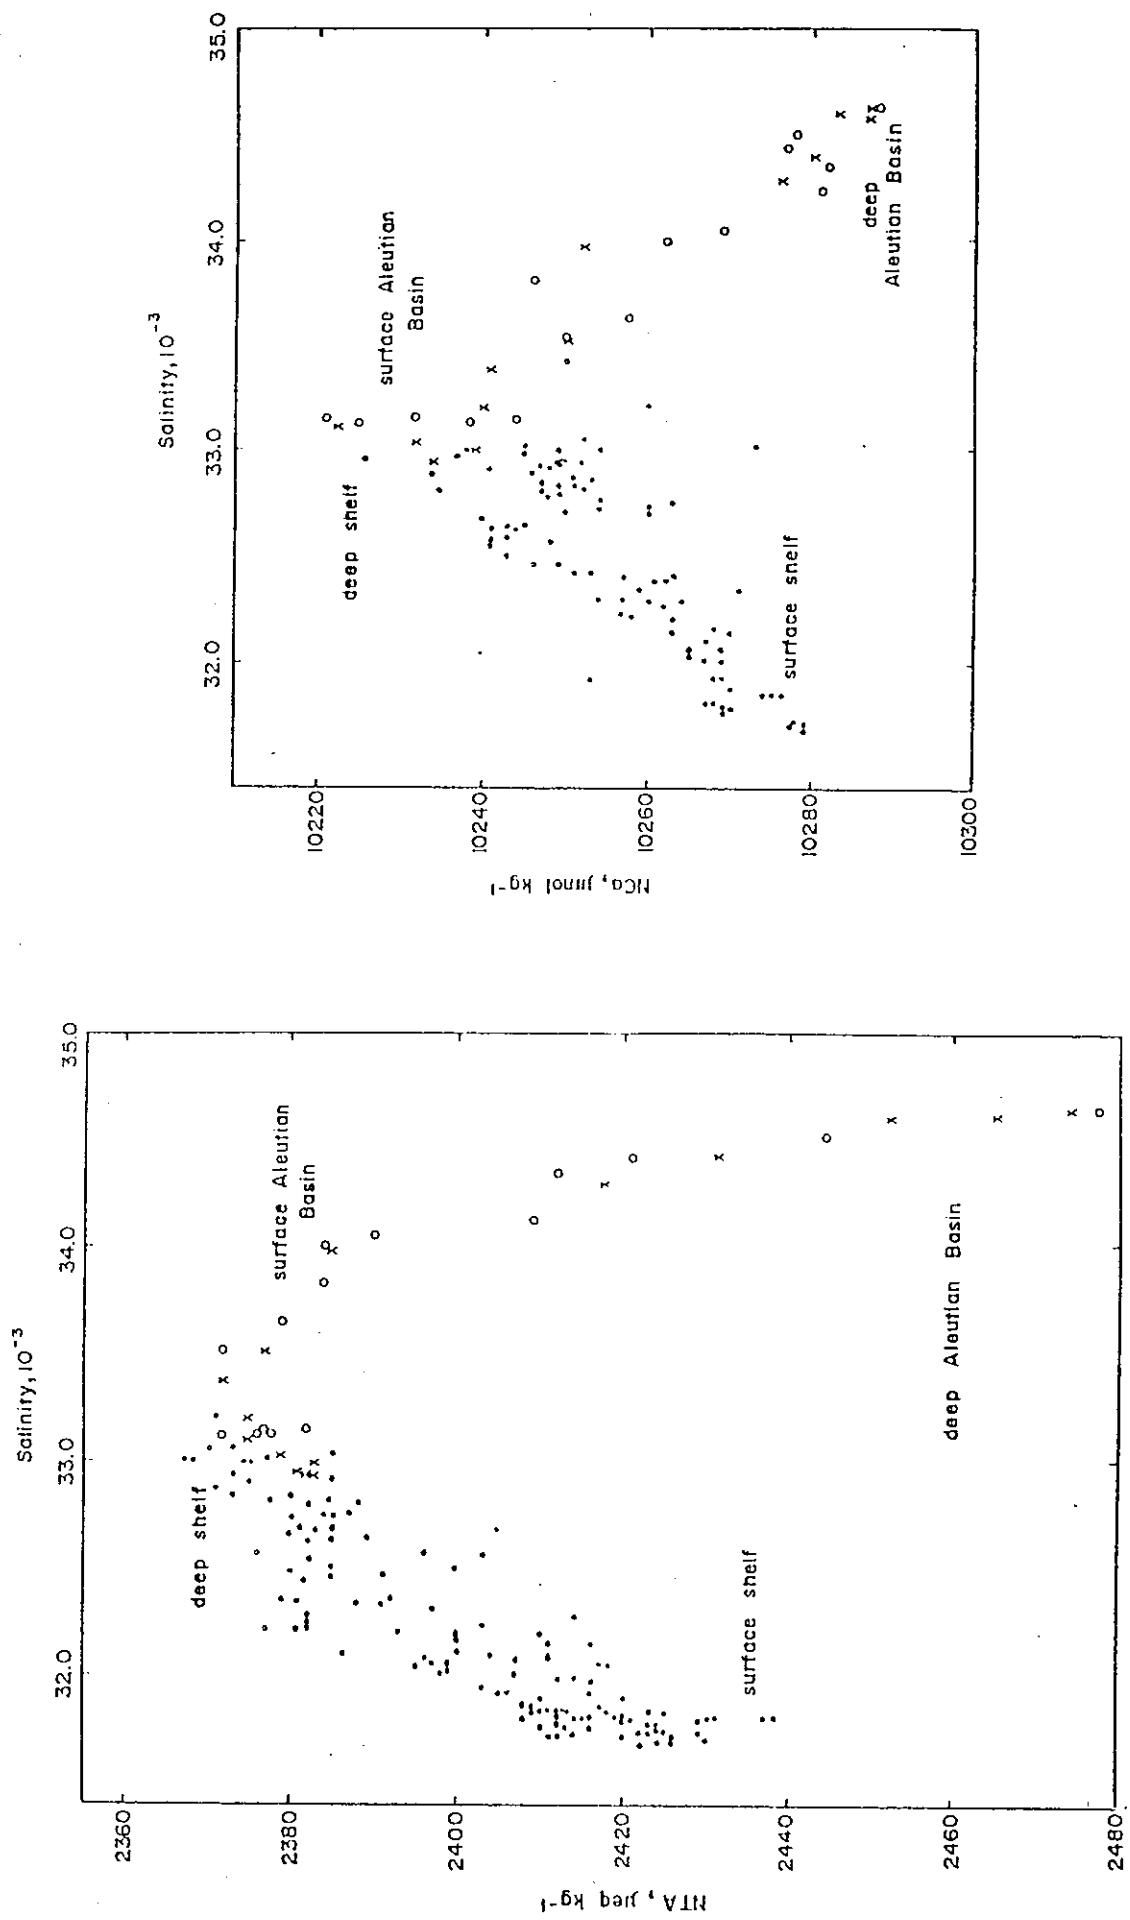 Salinity, 10⁻³
32.0
33.0
34.0
35.0
NTA, μeq kg⁻¹
2360
2380
2400
2420
2440
2460
2480
deep shelf
surface Aleutian
Basin
surface shelf
deep Aleutian Basin
Salinity, 10⁻³
32.0
33.0
34.0
35.0
NCa, μmol kg⁻¹
10220
10240
10260
10280
10300
deep shelf
surface Aleutian
Basin
surface snelf
deep
Aleutian Basin